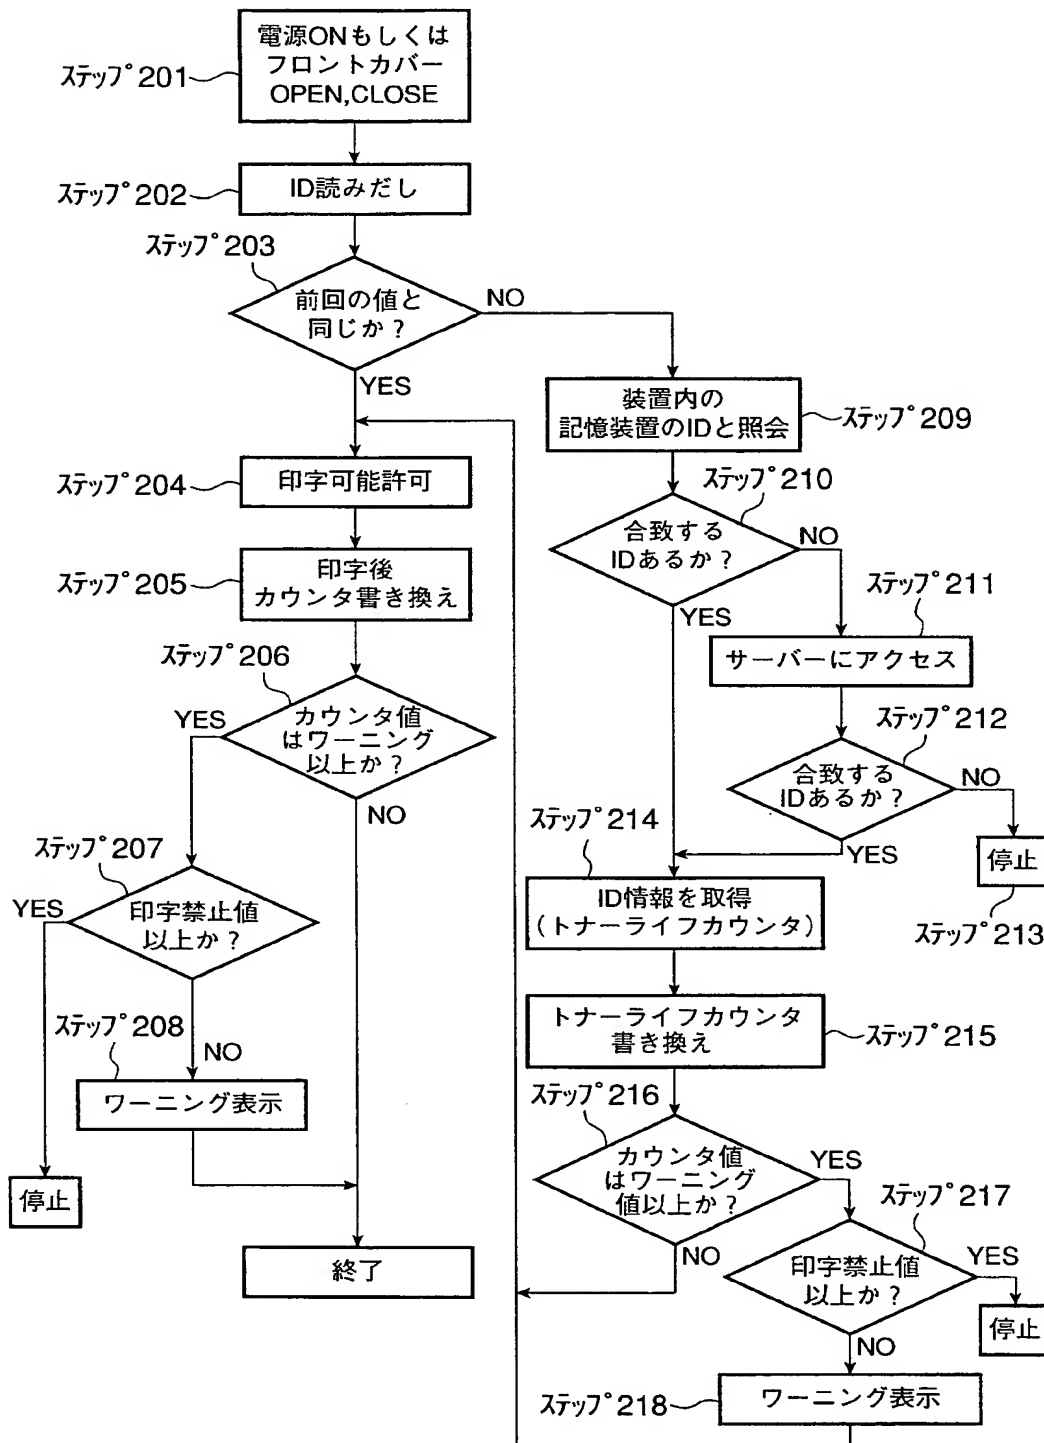 電源ONもしくは
フロントカバー
OPEN,CLOSE
ステップ201
ID読みだし
ステップ202
ステップ203
前回の値と
同じか？
NO
YES
装置内の
記憶装置のIDと照会
ステップ209
ステップ204
印字可能許可
ステップ210
合致する
IDあるか？
NO
YES
ステップ205
印字後
カウンタ書き換え
ステップ211
サーバーにアクセス
ステップ206
YES
カウンタ値
はワーニング
以上か？
NO
ステップ212
合致する
IDあるか？
NO
YES
停止
ステップ213
ステップ207
YES
印字禁止値
以上か？
NO
ステップ214
ID情報を取得
（トナーライフカウンタ）
ステップ208
ワーニング表示
トナーライフカウンタ
書き換え
ステップ215
停止
終了
ステップ216
カウンタ値
はワーニング
値以上か？
YES
NO
ステップ217
印字禁止値
以上か？
YES
NO
停止
ステップ218
ワーニング表示